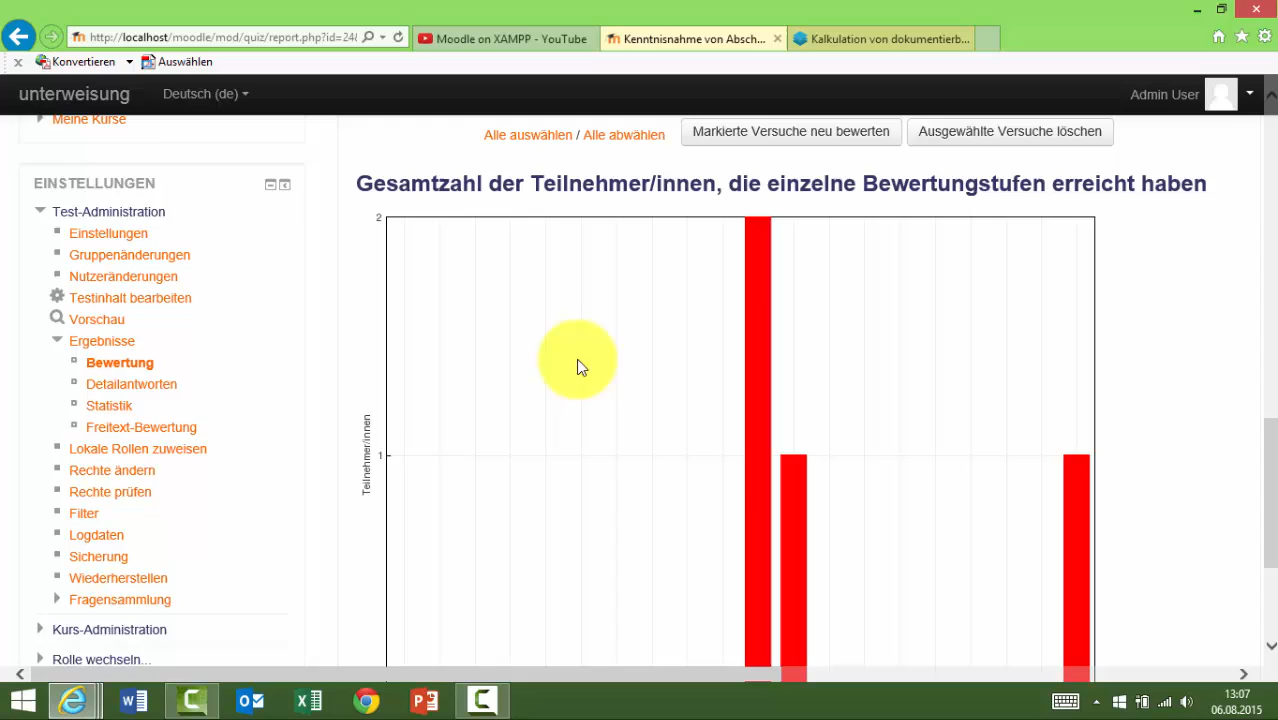 http://localhost/moodle/mod/quiz/report.php?id=24
Moodle on XAMPP - YouTube
Kenntnisnahme von Absch...
Kalkulation von dokumentierb...
Konvertieren
Auswählen
unterweisung
Deutsch (de)
Admin User
Meine Kurse
Alle auswählen / Alle abwählen
Markierte Versuche neu bewerten
Ausgewählte Versuche löschen
EINSTELLUNGEN
Test-Administration
Einstellungen
Gruppenänderungen
Nutzeränderungen
Testinhalt bearbeiten
Vorschau
Ergebnisse
Bewertung
Detailantworten
Statistik
Freitext-Bewertung
Lokale Rollen zuweisen
Rechte ändern
Rechte prüfen
Filter
Logdaten
Sicherung
Wiederherstellen
Fragensammlung
Kurs-Administration
Rolle wechseln...
Gesamtzahl der Teilnehmer/innen, die einzelne Bewertungstufen erreicht haben
2
1
Teilnehmer/innen
13:07
06.08.2015